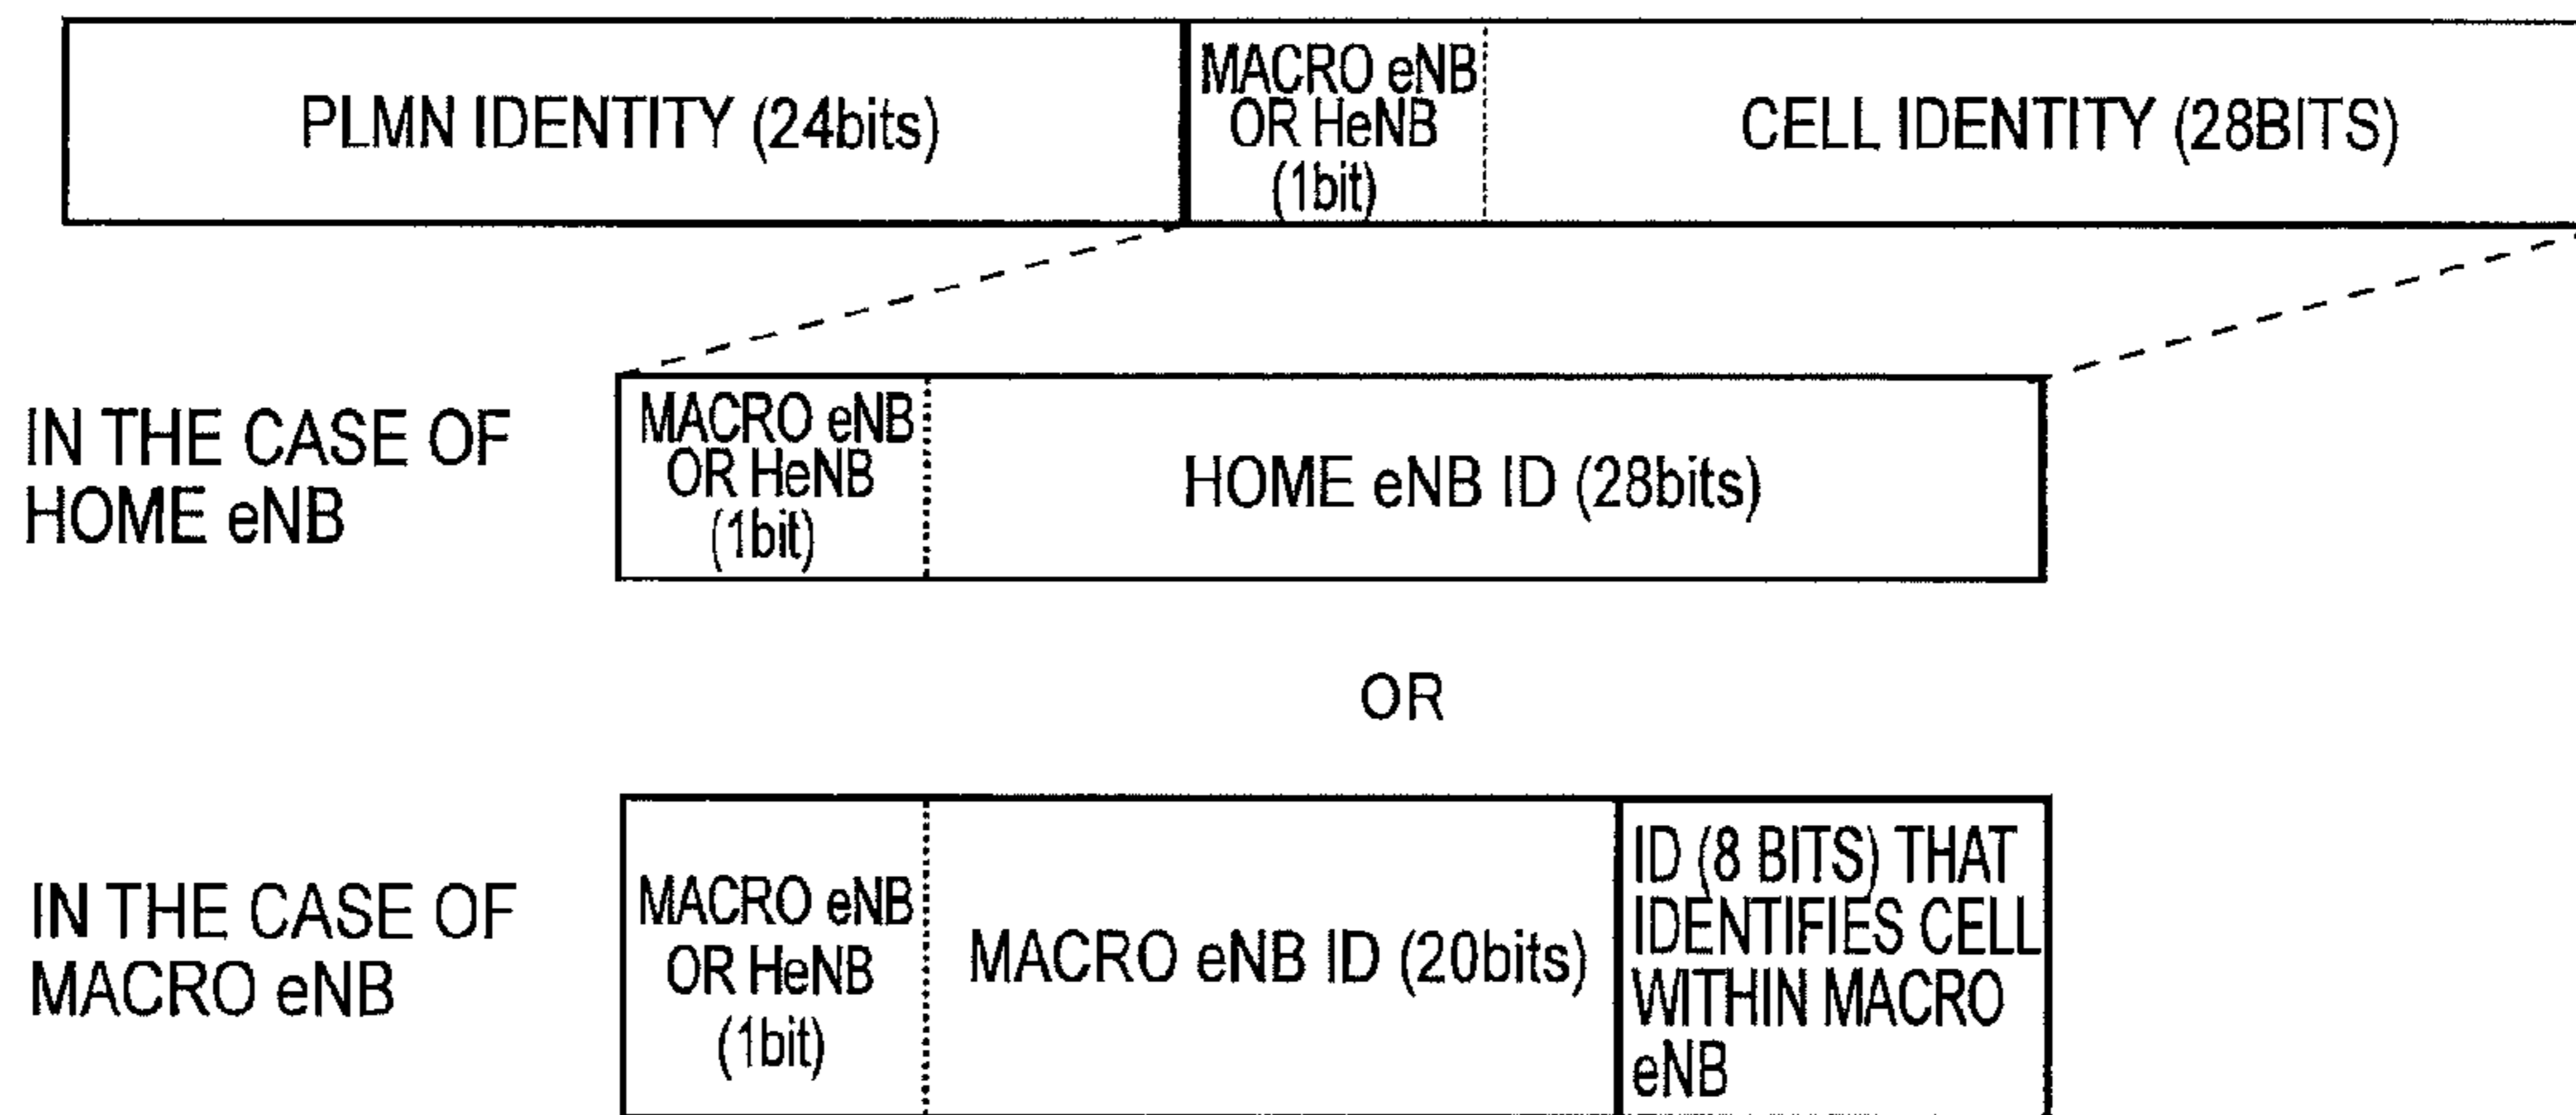 PLMN IDENTITY (24bits)
MACRO eNB
OR HeNB
(1bit)
CELL IDENTITY (28BITS)
IN THE CASE OF
HOME eNB
MACRO eNB
OR HeNB
(1bit)
HOME eNB ID (28bits)
OR
IN THE CASE OF
MACRO eNB
MACRO eNB
OR HeNB
(1bit)
MACRO eNB ID (20bits)
ID (8 BITS) THAT
IDENTIFIES CELL
WITHIN MACRO
eNB